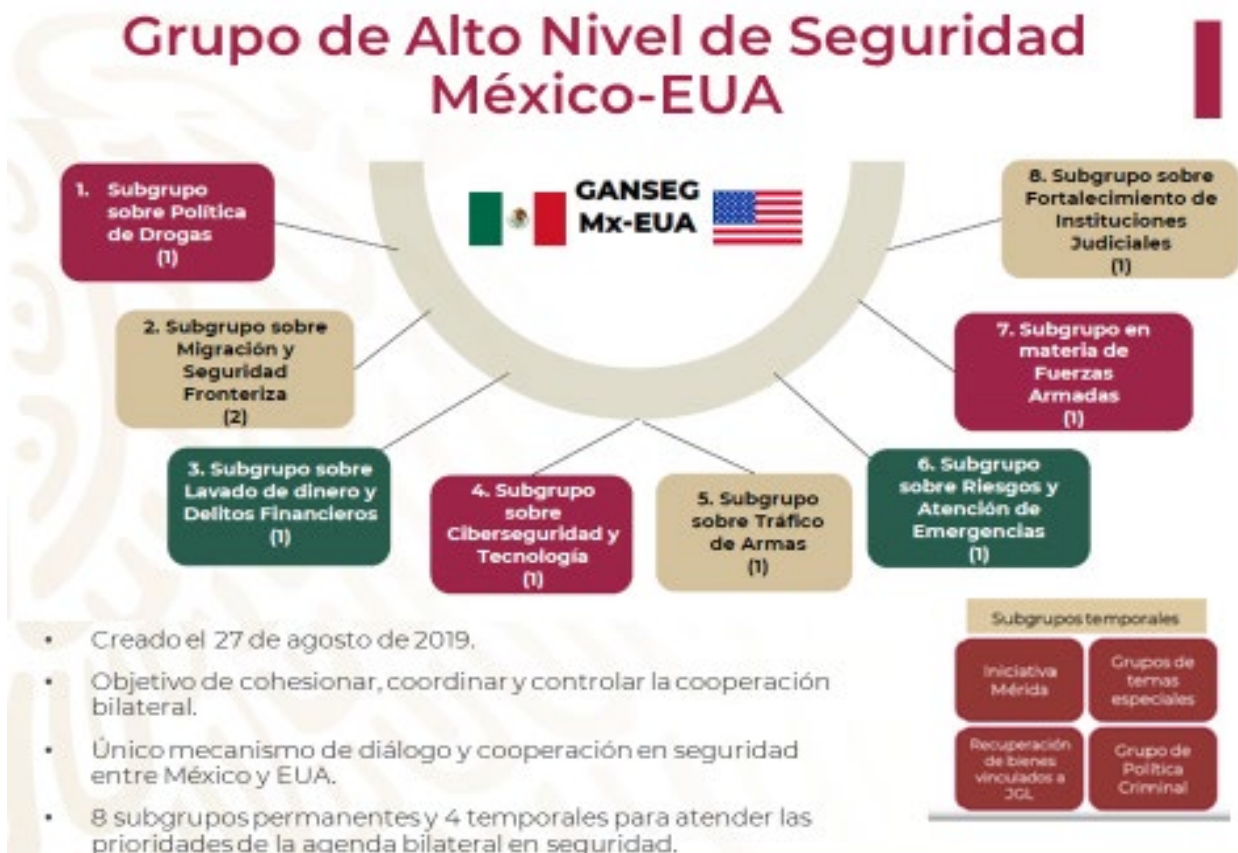 Grupo de Alto Nivel de Seguridad
México-EUA
GANSEG
Mx-EUA
1. Subgrupo
sobre Política
de Drogas
(1)
2. Subgrupo sobre
Migración y
Seguridad
Fronteriza
(2)
3. Subgrupo sobre
Lavado de dinero y
Delitos Financieros
(1)
4. Subgrupo
sobre
Ciberseguridad y
Tecnología
(1)
5. Subgrupo
sobre Tráfico
de Armas
(1)
6. Subgrupo
sobre Riesgos y
Atención de
Emergencias
(1)
7. Subgrupo en
materia de
Fuerzas
Armadas
(1)
8. Subgrupo sobre
Fortalecimiento de
Instituciones
Judiciales
(1)
• Creado el 27 de agosto de 2019.
• Objetivo de cohesionar, coordinar y controlar la cooperación
bilateral.
• Único mecanismo de diálogo y cooperación en seguridad
entre México y EUA.
• 8 subgrupos permanentes y 4 temporales para atender las
prioridades de la agenda bilateral en seguridad.
Subgrupos temporales
Iniciativa
Mérida
Grupos de
temas
especiales
Recuperación
de bienes
vinculados a
JGL
Grupo de
Política
Criminal